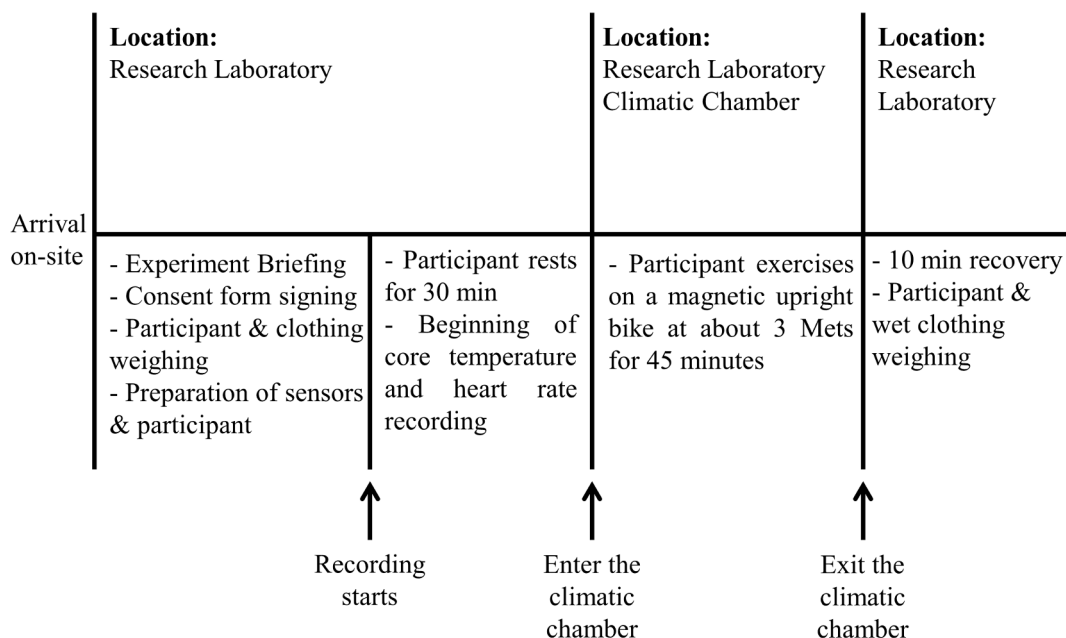 Location:
Research Laboratory
Location:
Research Laboratory
Climatic Chamber
Location:
Research
Laboratory
Arrival
on-site
- Experiment Briefing
- Consent form signing
- Participant & clothing
weighing
- Preparation of sensors
& participant
- Participant rests
for 30 min
- Beginning of
core temperature
and heart rate
recording
- Participant exercises
on a magnetic upright
bike at about 3 Mets
for 45 minutes
- 10 min recovery
- Participant &
wet clothing
weighing
Recording
starts
Enter the
climatic
chamber
Exit the
climatic
chamber